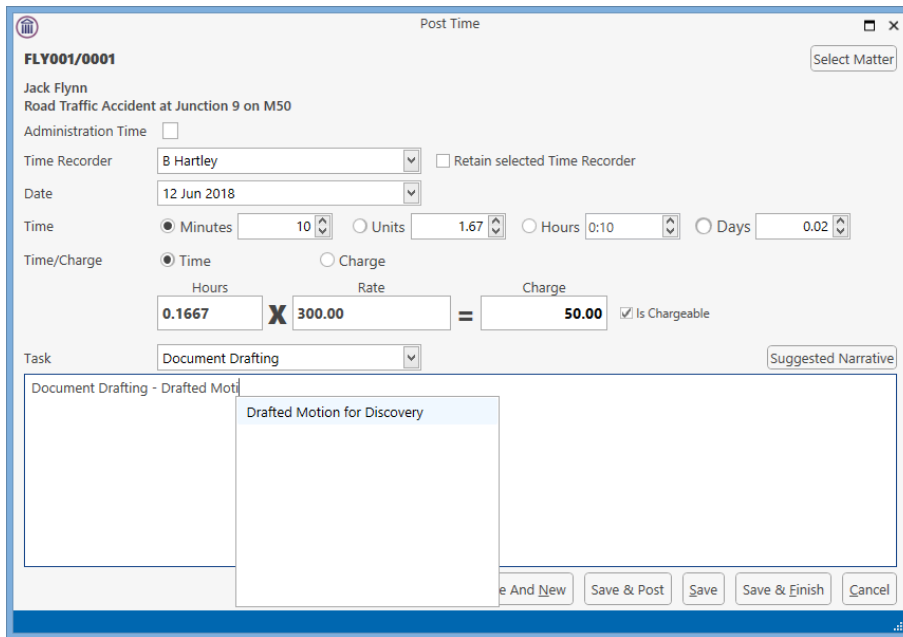 Post Time
FLY001/0001
Select Matter
Jack Flynn
Road Traffic Accident at Junction 9 on M50
Administration Time
Time Recorder B Hartley Retain selected Time Recorder
Date 12 Jun 2018
Time Minutes 10 Units 1.67 Hours 0:10 Days 0.02
Time/Charge Time Charge
Hours Rate Charge
0.1667 X 300.00 = 50.00 Is Chargeable
Task Document Drafting Suggested Narrative
Document Drafting - Drafted Moti
Drafted Motion for Discovery
e And New Save & Post Save Save & Finish Cancel